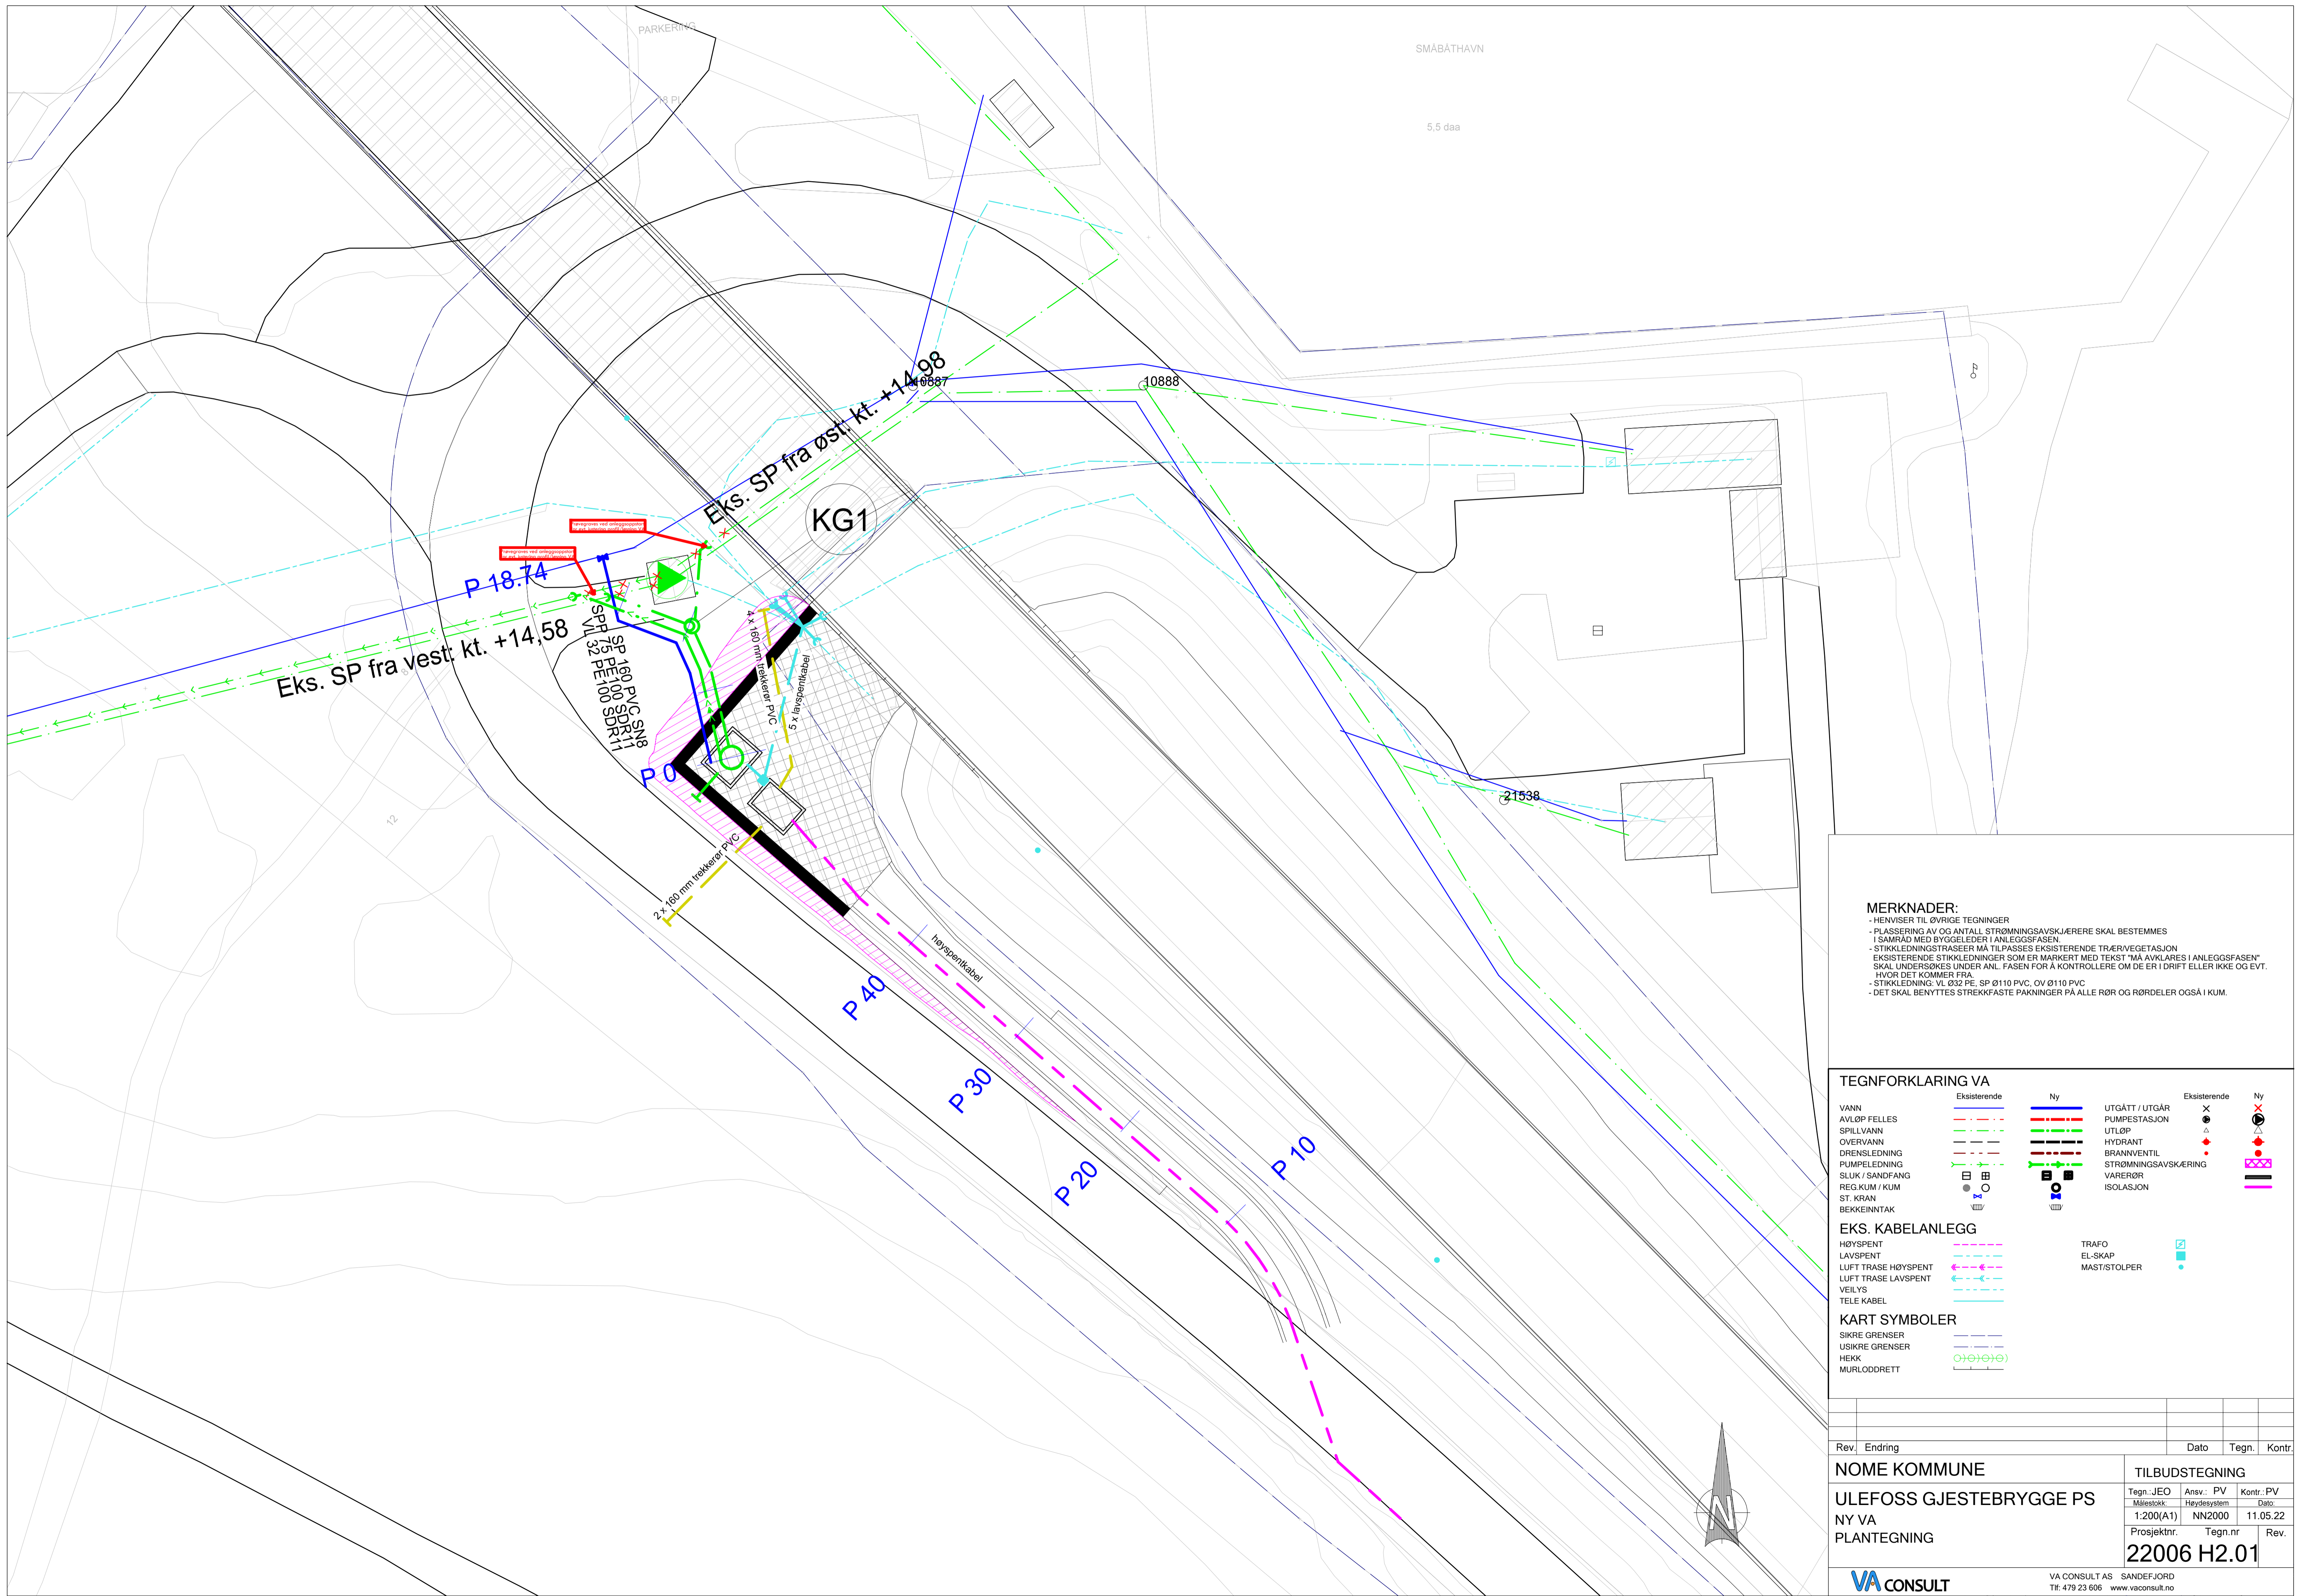 PARKERING
18 PL
SMÅBÅTHAVN
5,5 daa
10887
10888
Eks. SP fra øst: kt. +14,98
KG1
P 18.74
Eks. SP fra vest: kt. +14,58
SP 160 PVC SN8
SPP 75 PE100 SDR11
VL 32 PE100 SDR11
4 x 160 mm trekkerør PVC
5 x lavspentkabel
P 0
2 x 160 mm trekkerør PVC
høyspentkabel
21538
12
P 40
P 30
P 20
P 10
MERKNADER:
- HENVISER TIL ØVRIGE TEGNINGER
- PLASSERING AV OG ANTALL STRØMNINGSAVSKJÆRERE SKAL BESTEMMES
I SAMRÅD MED BYGGELEDER I ANLEGGSFASEN.
- STIKKLEDNINGSTRASEER MÅ TILPASSES EKSISTERENDE TRÆR/VEGETASJON
EKSISTERENDE STIKKLEDNINGER SOM ER MARKERT MED TEKST "MÅ AVKLARES I ANLEGGSFASEN"
SKAL UNDERSØKES UNDER ANL. FASEN FOR Å KONTROLLERE OM DE ER I DRIFT ELLER IKKE OG EVT.
HVOR DET KOMMER FRA.
- STIKKLEDNING: VL Ø32 PE, SP Ø110 PVC, OV Ø110 PVC
- DET SKAL BENYTTES STREKKFASTE PAKNINGER PÅ ALLE RØR OG RØRDELER OGSÅ I KUM.
TEGNFORKLARING VA
Eksisterende Ny Eksisterende Ny
VANN UTGÅTT / UTGÅR
AVLØP FELLES PUMPESTASJON
SPILLVANN UTLØP
OVERVANN HYDRANT
DRENSLEDNING BRANNVENTIL
PUMPELEDNING STRØMNINGSAVSKÆRING
SLUK / SANDFANG VARERØR
REG.KUM / KUM ISOLASJON
ST. KRAN
BEKKEINNTAK
EKS. KABELANLEGG
HØYSPENT TRAFO
LAVSPENT EL-SKAP
LUFT TRASE HØYSPENT MAST/STOLPER
LUFT TRASE LAVSPENT
VEILYS
TELE KABEL
KART SYMBOLER
SIKRE GRENSER
USIKRE GRENSER
HEKK
MURLODDRETT
Rev. Endring Dato Tegn. Kontr.
NOME KOMMUNE
TILBUDSTEGNING
ULEFOSS GJESTEBRYGGE PS
NY VA
PLANTEGNING
Tegn.:JEO Ansv.: PV Kontr.:PV
Målestokk: Høydesystem Dato:
1:200(A1) NN2000 11.05.22
Prosjektnr. Tegn.nr Rev.
22006 H2.01
N
VA CONSULT
VA CONSULT AS SANDEFJORD
Tlf: 479 23 606 www.vaconsult.no